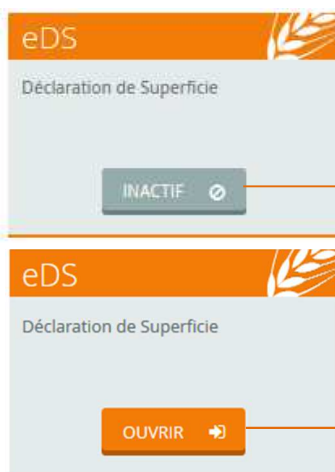 eDS
Déclaration de Superficie
INACTIF
eDS
Déclaration de Superficie
OUVRIR